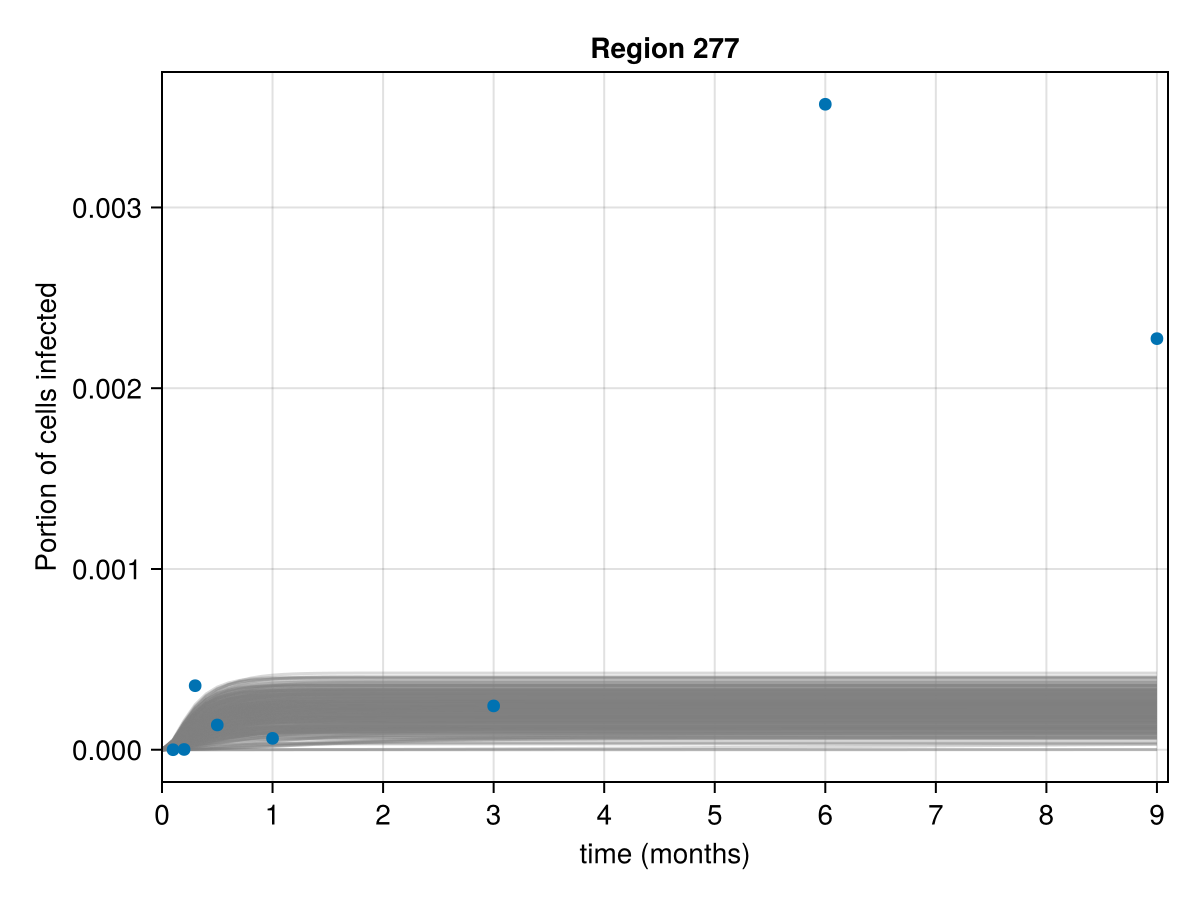 Region 277
Portion of cells infected
0.003
0.002
0.001
0.000
0 1 2 3 4 5 6 7 8 9
time (months)